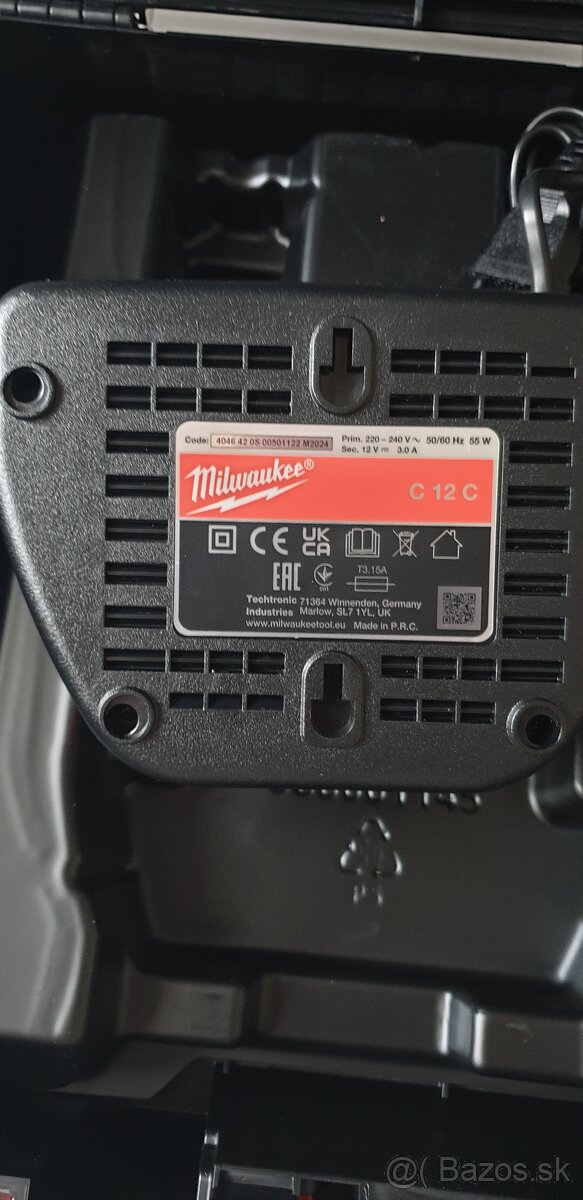 Code: 4046 42 0S 00501122 M2024
Prim. 220 – 240 V ~ 50/60 Hz 55 W
Sec. 12 V ⎓ 3.0 A
Milwaukee®
C 12 C
CE
UK
CA
EAC
T3.15A
Techtronic 71364 Winnenden, Germany
Industries Marlow, SL7 1YL, UK
www.milwaukeetool.eu Made in P.R.C.
PS
@( Bazos.sk